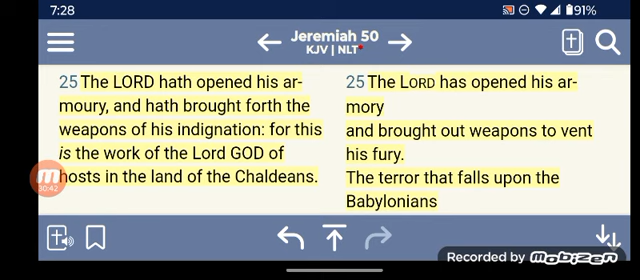 7:28
91%
Jeremiah 50
KJV | NLT
25 The LORD hath opened his ar-
moury, and hath brought forth the
weapons of his indignation: for this
is the work of the Lord GOD of
hosts in the land of the Chaldeans.
25 The LORD has opened his ar-
mory
and brought out weapons to vent
his fury.
The terror that falls upon the
Babylonians
30:42
Recorded by Mobizen